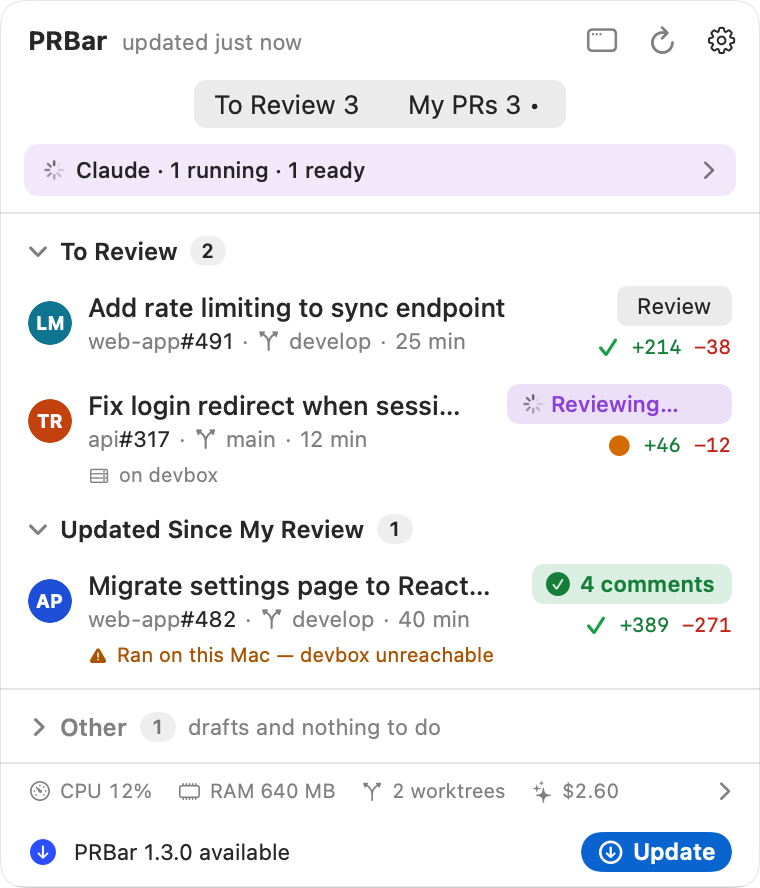 PRBar updated just now
To Review 3 My PRs 3 •
Claude · 1 running · 1 ready
To Review 2
LM Add rate limiting to sync endpoint Review
web-app#491 · develop · 25 min +214 −38
TR Fix login redirect when sessi... Reviewing...
api#317 · main · 12 min +46 −12
on devbox
Updated Since My Review 1
AP Migrate settings page to React... 4 comments
web-app#482 · develop · 40 min +389 −271
Ran on this Mac — devbox unreachable
Other 1 drafts and nothing to do
CPU 12% RAM 640 MB 2 worktrees $2.60
PRBar 1.3.0 available Update